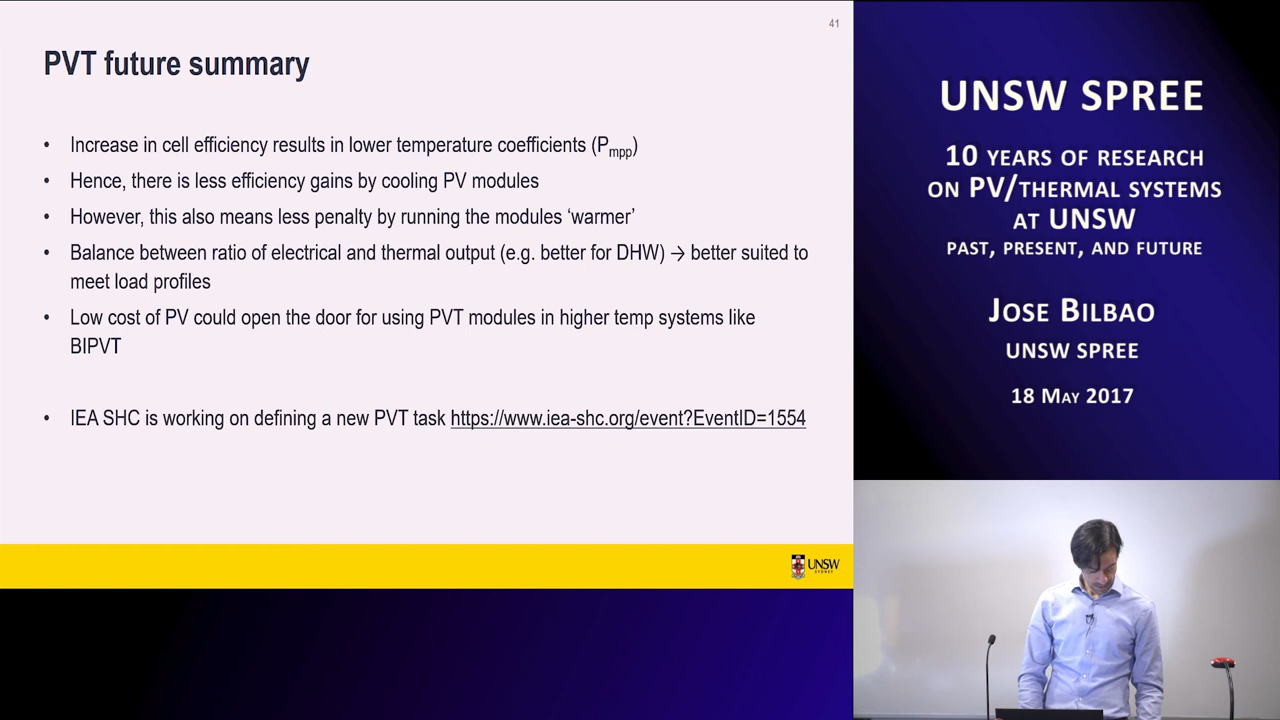 41
PVT future summary
• Increase in cell efficiency results in lower temperature coefficients (Pmpp)
• Hence, there is less efficiency gains by cooling PV modules
• However, this also means less penalty by running the modules ‘warmer’
• Balance between ratio of electrical and thermal output (e.g. better for DHW) → better suited to
meet load profiles
• Low cost of PV could open the door for using PVT modules in higher temp systems like
BIPVT
• IEA SHC is working on defining a new PVT task https://www.iea-shc.org/event?EventID=1554
UNSW
SYDNEY
UNSW SPREE
10 YEARS OF RESEARCH
ON PV/THERMAL SYSTEMS
AT UNSW
PAST, PRESENT, AND FUTURE
JOSE BILBAO
UNSW SPREE
18 MAY 2017